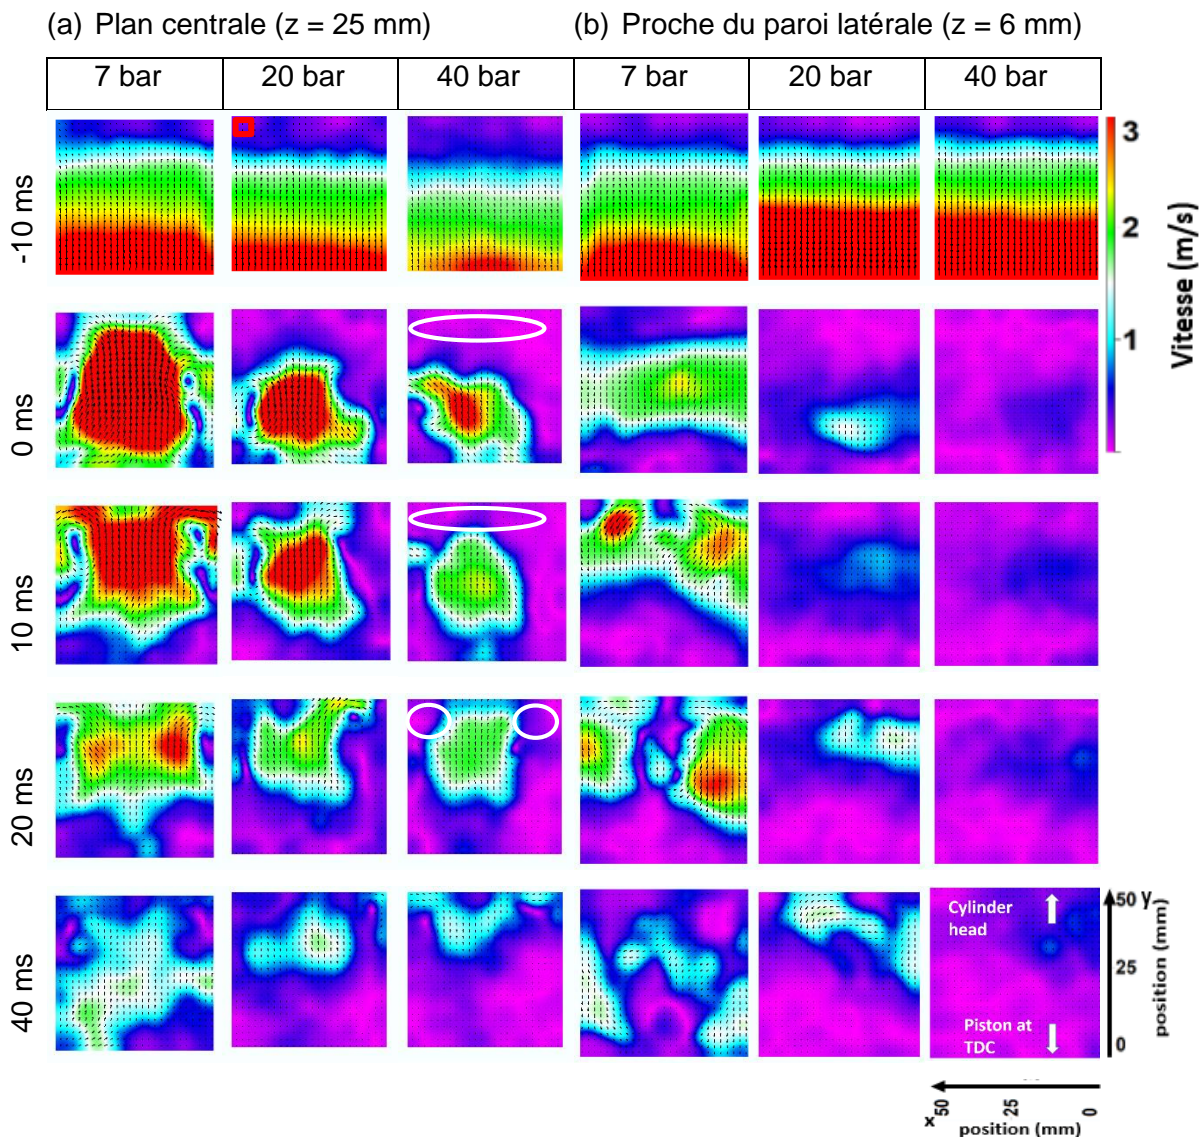 (a) Plan centrale (z = 25 mm)
(b) Proche du paroi latérale (z = 6 mm)
7 bar
20 bar
40 bar
7 bar
20 bar
40 bar
-10 ms
0 ms
10 ms
20 ms
40 ms
3
2
1
Vitesse (m/s)
Cylinder
head
Piston at
TDC
50 y
25
0
position (mm)
x 50
25
0
position (mm)